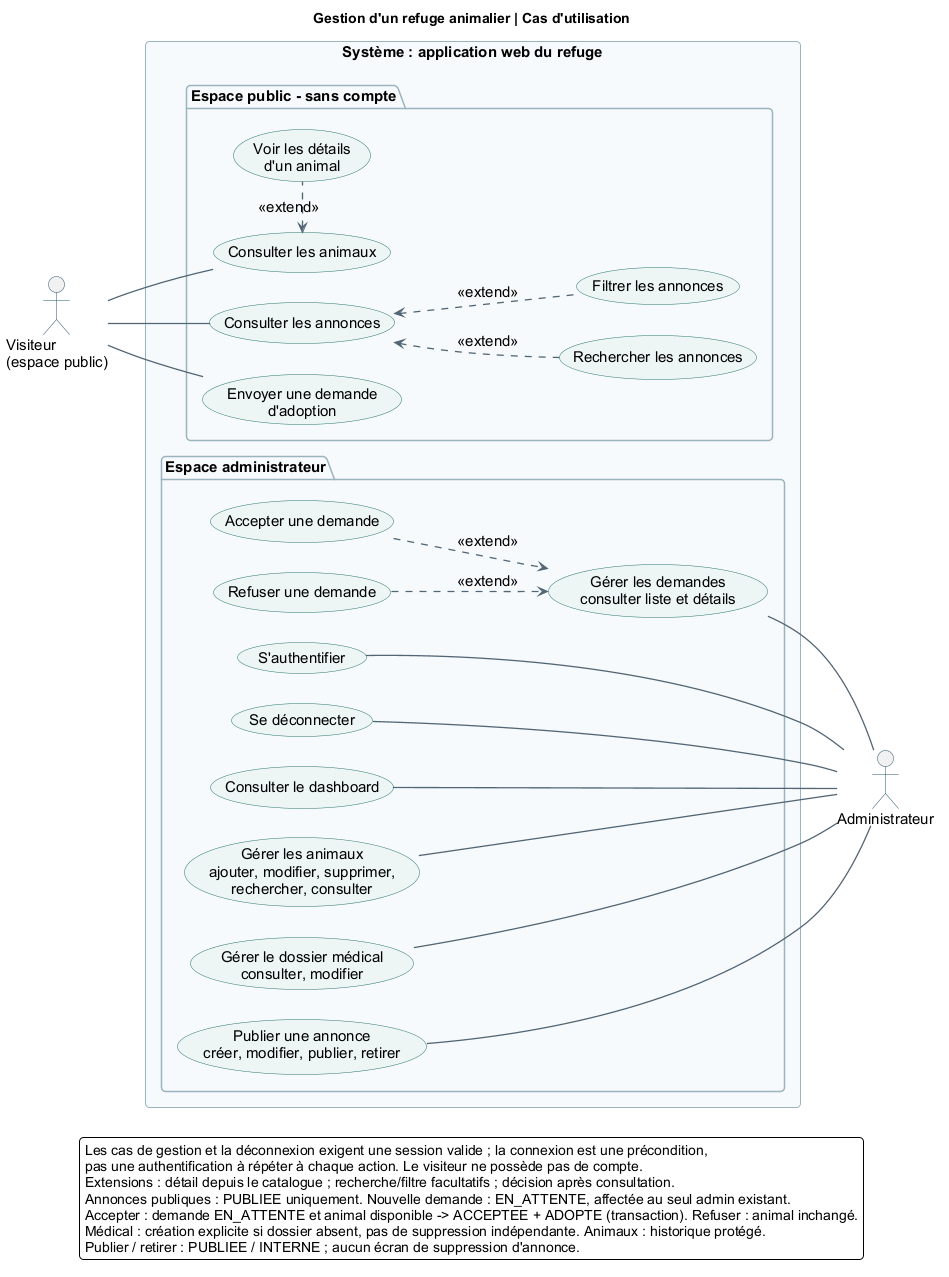 Gestion d'un refuge animalier | Cas d'utilisation
Système : application web du refuge
Espace public - sans compte
Voir les détails
d'un animal
«extend»
Consulter les animaux
Visiteur
(espace public)
Consulter les annonces
«extend»
Filtrer les annonces
«extend»
Rechercher les annonces
Envoyer une demande
d'adoption
Espace administrateur
Accepter une demande
«extend»
Refuser une demande
«extend»
Gérer les demandes
consulter liste et détails
S'authentifier
Se déconnecter
Consulter le dashboard
Administrateur
Gérer les animaux
ajouter, modifier, supprimer,
rechercher, consulter
Gérer le dossier médical
consulter, modifier
Publier une annonce
créer, modifier, publier, retirer
Les cas de gestion et la déconnexion exigent une session valide ; la connexion est une précondition,
pas une authentification à répéter à chaque action. Le visiteur ne possède pas de compte.
Extensions : détail depuis le catalogue ; recherche/filtre facultatifs ; décision après consultation.
Annonces publiques : PUBLIEE uniquement. Nouvelle demande : EN_ATTENTE, affectée au seul admin existant.
Accepter : demande EN_ATTENTE et animal disponible -> ACCEPTEE + ADOPTE (transaction). Refuser : animal inchangé.
Médical : création explicite si dossier absent, pas de suppression indépendante. Animaux : historique protégé.
Publier / retirer : PUBLIEE / INTERNE ; aucun écran de suppression d'annonce.